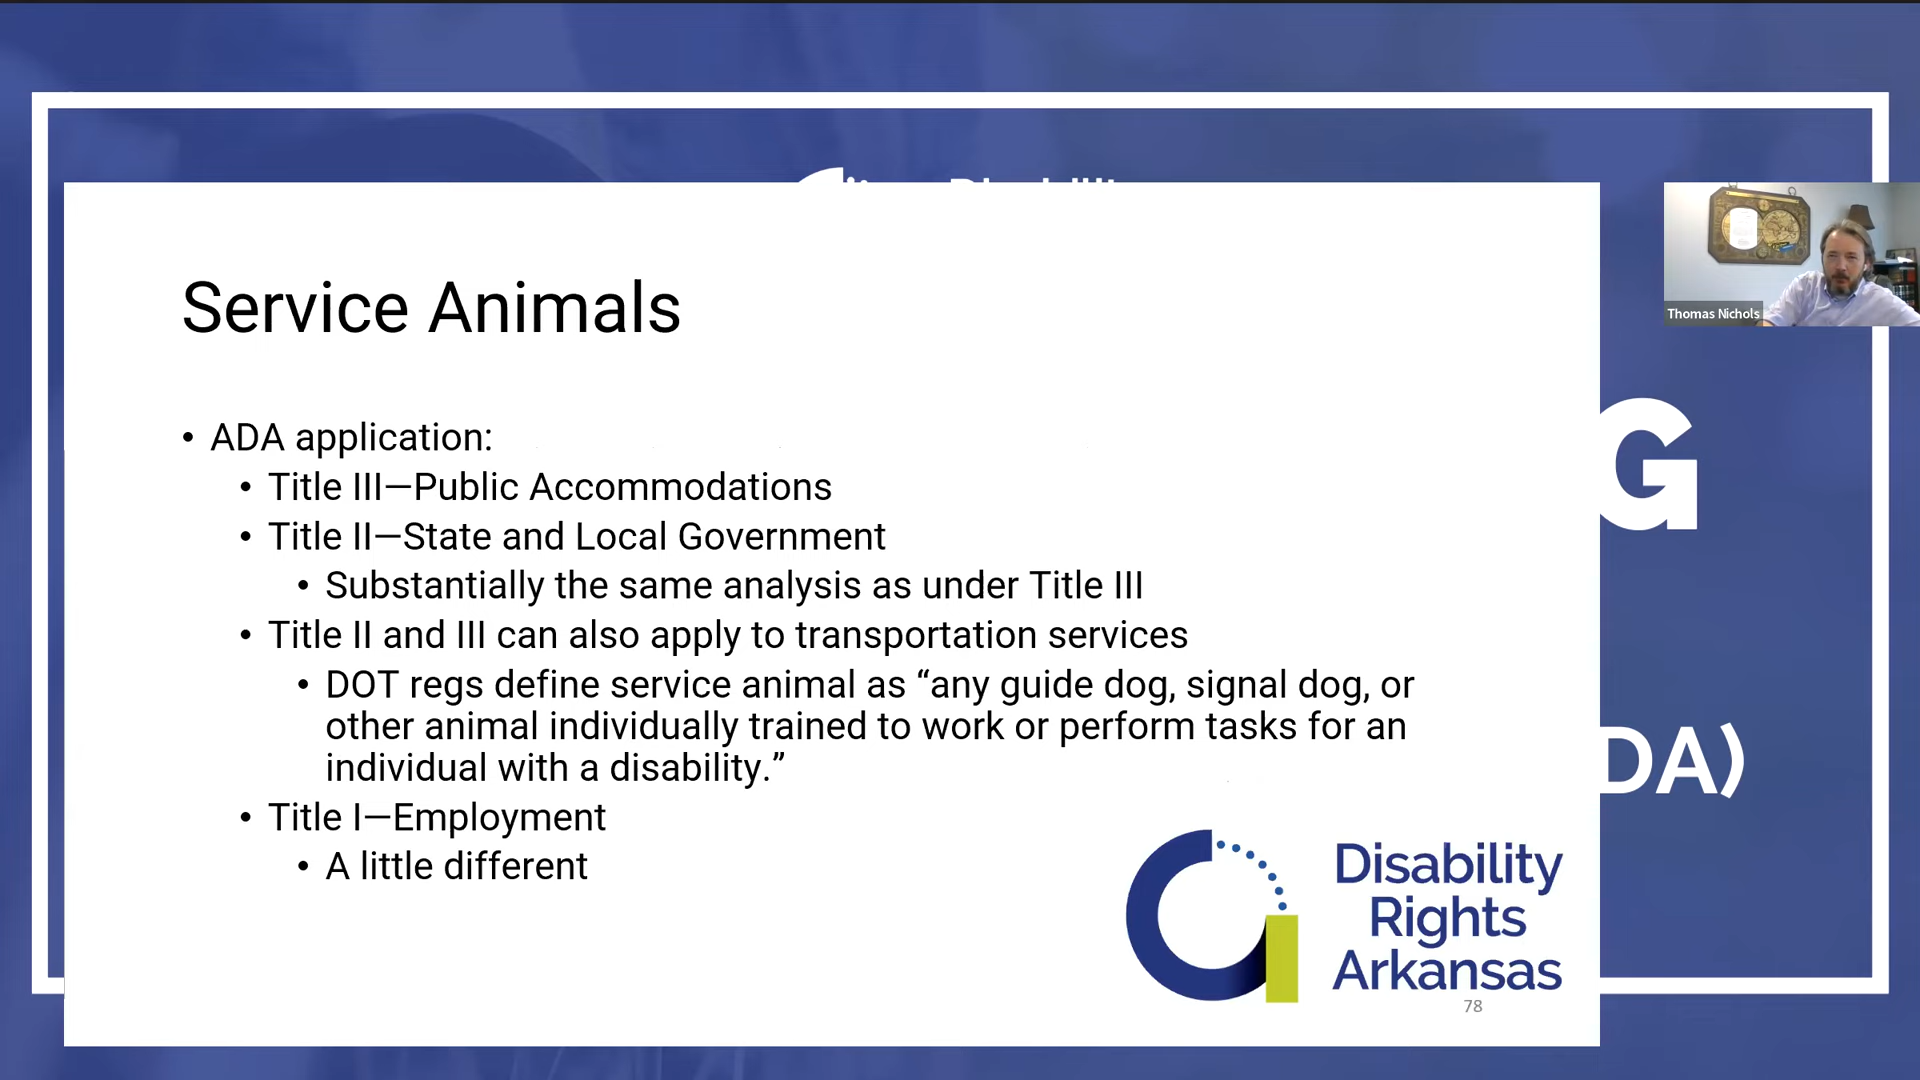 Service Animals
• ADA application:
• Title III—Public Accommodations
• Title II—State and Local Government
• Substantially the same analysis as under Title III
• Title II and III can also apply to transportation services
• DOT regs define service animal as “any guide dog, signal dog, or
other animal individually trained to work or perform tasks for an
individual with a disability.”
• Title I—Employment
• A little different
Disability
Rights
Arkansas
78
Thomas Nichols
G
DA)